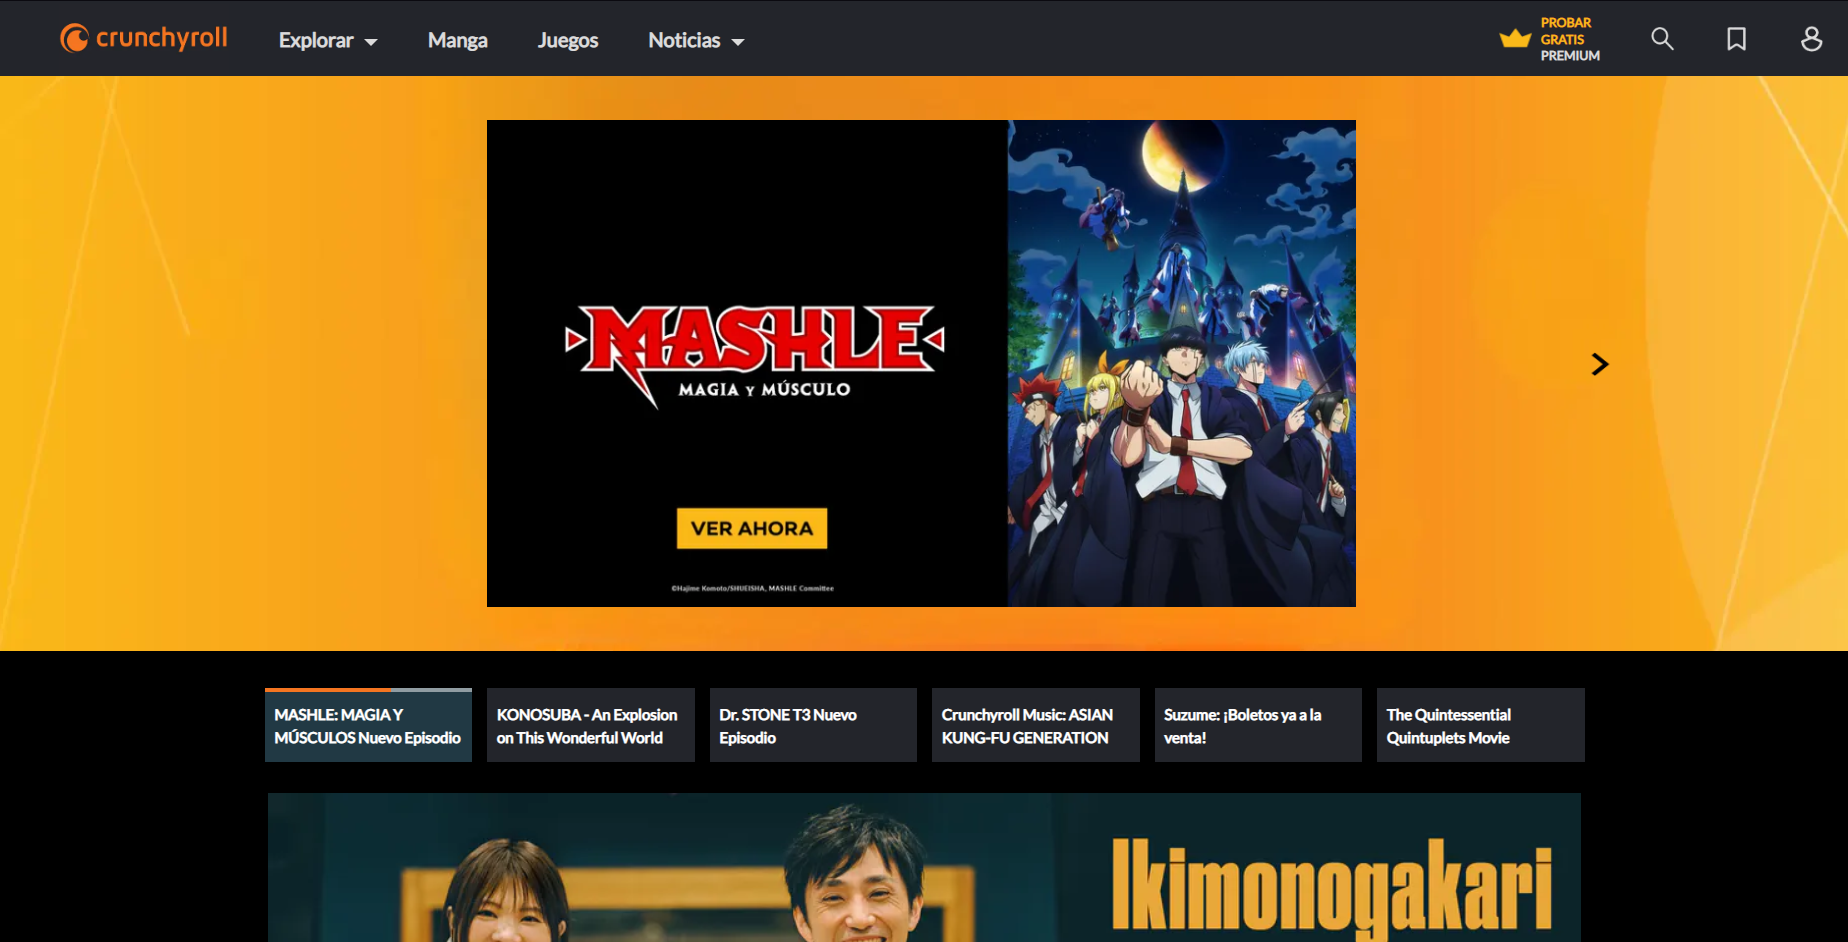 crunchyroll
Explorar
Manga
Juegos
Noticias
PROBAR
GRATIS
PREMIUM
MASHLE
MAGIA Y MÚSCULO
VER AHORA
©Hajime Komoto/SHUEISHA, MASHLE Committee
MASHLE: MAGIA Y
MÚSCULOS Nuevo Episodio
KONOSUBA - An Explosion
on This Wonderful World
Dr. STONE T3 Nuevo
Episodio
Crunchyroll Music: ASIAN
KUNG-FU GENERATION
Suzume: ¡Boletos ya a la
venta!
The Quintessential
Quintuplets Movie
Ikimonogakari